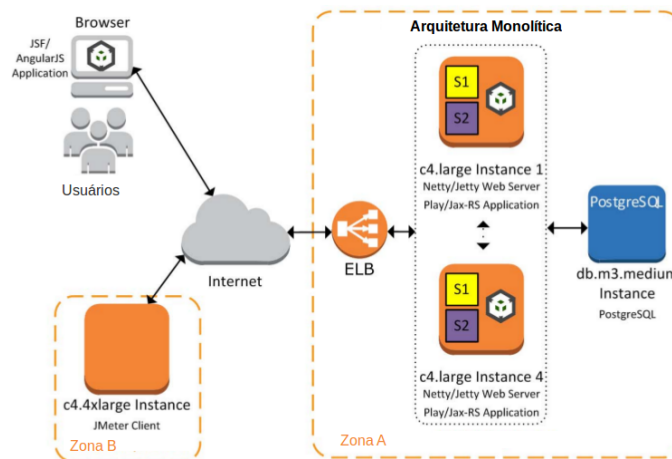 Browser
JSF/
AngularJS
Application
Usuários
Internet
c4.4xlarge Instance
JMeter Client
Zona B
Arquitetura Monolítica
S1
S2
c4.large Instance 1
Netty/Jetty Web Server
Play/Jax-RS Application
ELB
S1
S2
c4.large Instance 4
Netty/Jetty Web Server
Play/Jax-RS Application
PostgreSQL
db.m3.medium
Instance
PostgreSQL
Zona A